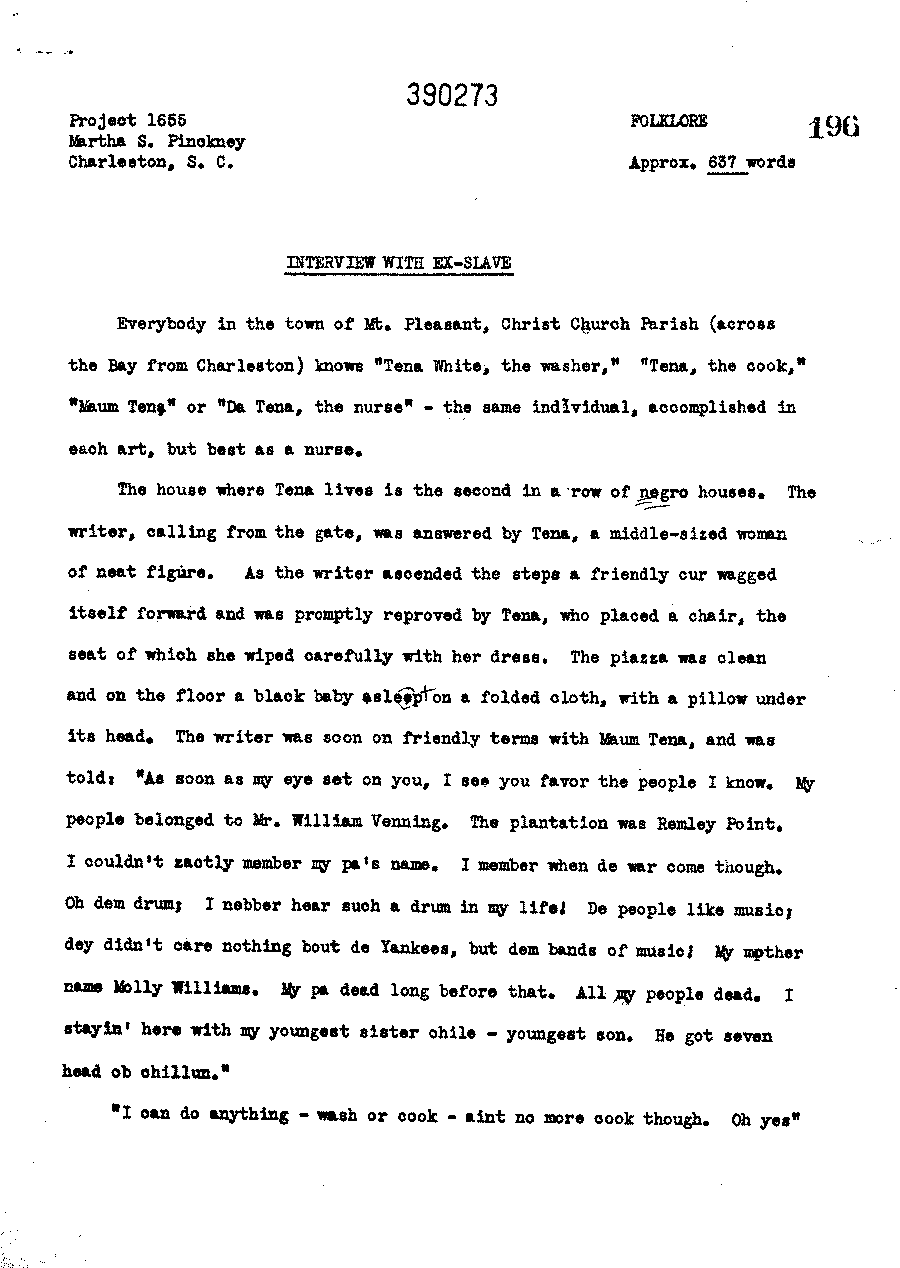 390273
Project 1655
Martha S. Pinckney
Charleston, S. C.
FOLKLORE
196
Approx. 637 words
INTERVIEW WITH EX-SLAVE
Everybody in the town of Mt. Pleasant, Christ Church Parish (across
the Bay from Charleston) knows "Tena White, the washer," "Tena, the cook,"
"Maum Tena" or "Da Tena, the nurse" - the same individual, accomplished in
each art, but best as a nurse.
The house where Tena lives is the second in a row of negro houses. The
writer, calling from the gate, was answered by Tena, a middle-sized woman
of neat figure. As the writer ascended the steps a friendly cur wagged
itself forward and was promptly reproved by Tena, who placed a chair, the
seat of which she wiped carefully with her dress. The piazza was clean
and on the floor a black baby aslept on a folded cloth, with a pillow under
its head. The writer was soon on friendly terms with Maum Tena, and was
told: "As soon as my eye set on you, I see you favor the people I know. My
people belonged to Mr. William Venning. The plantation was Remley Point.
I couldn't zactly member my pa's name. I member when de war come though.
Oh dem drum; I nebber hear such a drum in my life! De people like music;
dey didn't care nothing bout de Yankees, but dem bands of music! My mother
name Molly Williams. My pa dead long before that. All my people dead. I
stayin' here with my youngest sister chile - youngest son. He got seven
head ob chillun."
"I can do anything - wash or cook - aint no more cook though. Oh yes"